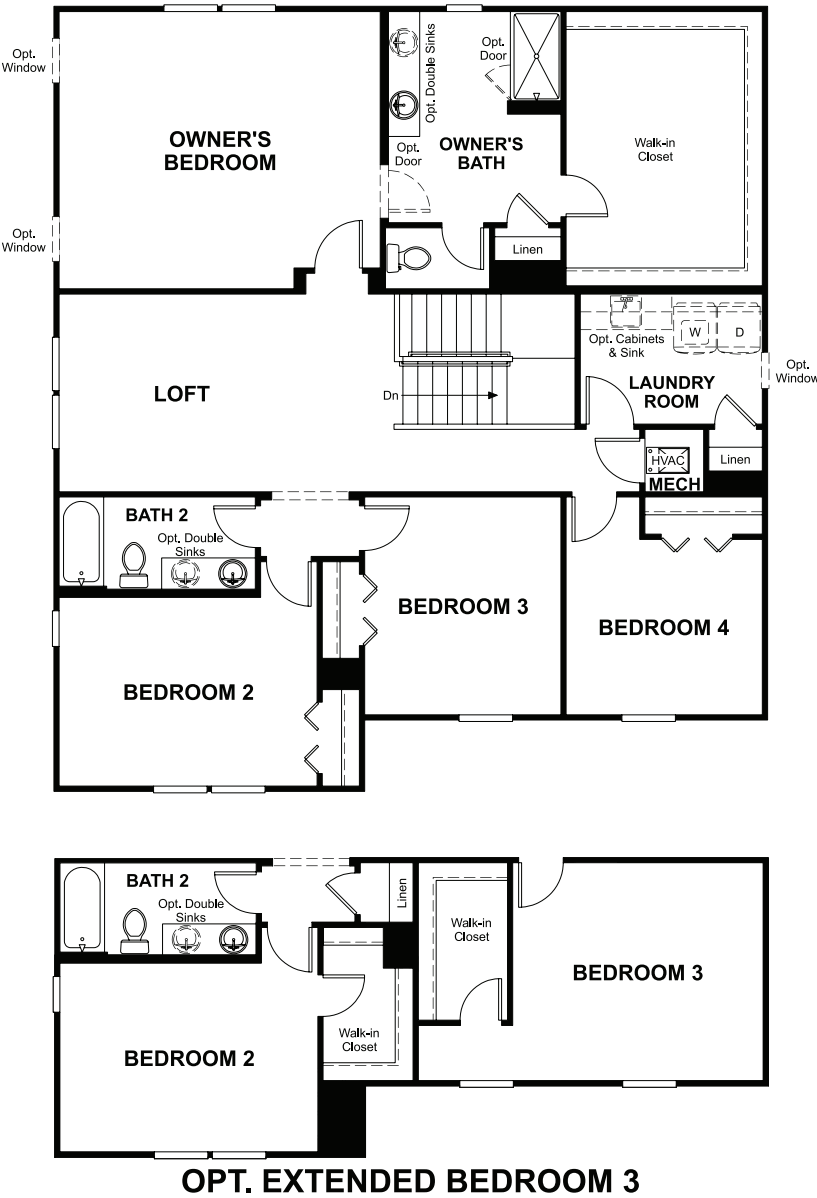 Opt.
Window
Opt. Double Sinks
Opt.
Door
OWNER'S
BEDROOM
Opt.
Door
OWNER'S
BATH
Walk-in
Closet
Opt.
Window
Linen
Opt. Cabinets
& Sink
W
D
Opt.
Window
LOFT
Dn
LAUNDRY
ROOM
HVAC
MECH
Linen
BATH 2
Opt. Double
Sinks
BEDROOM 3
BEDROOM 4
BEDROOM 2
BATH 2
Opt. Double
Sinks
Linen
Walk-in
Closet
BEDROOM 3
Walk-in
Closet
BEDROOM 2
OPT. EXTENDED BEDROOM 3